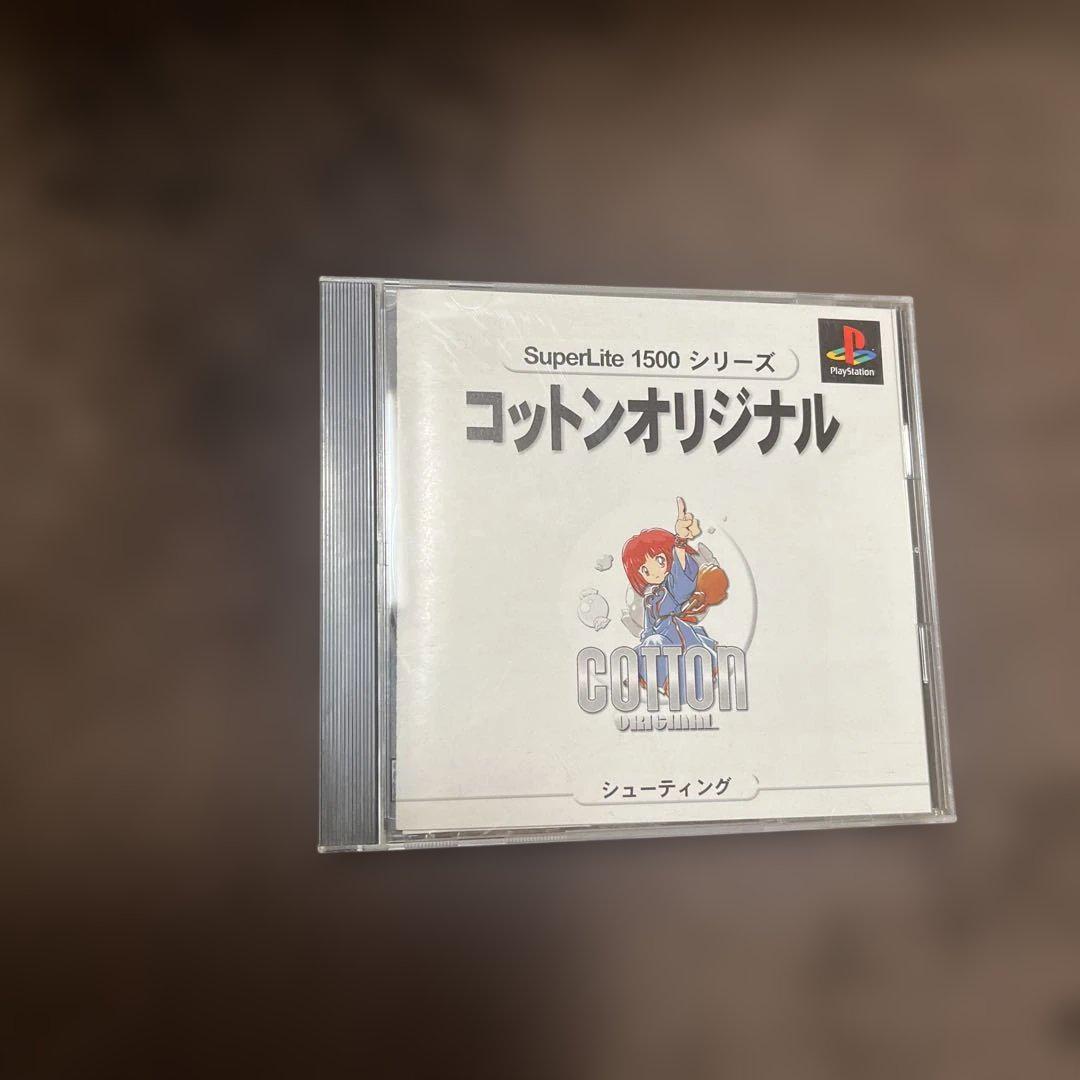 SuperLite 1500 シリーズ
PlayStation
コットンオリジナル
COTTON
ORIGINAL
シューティング